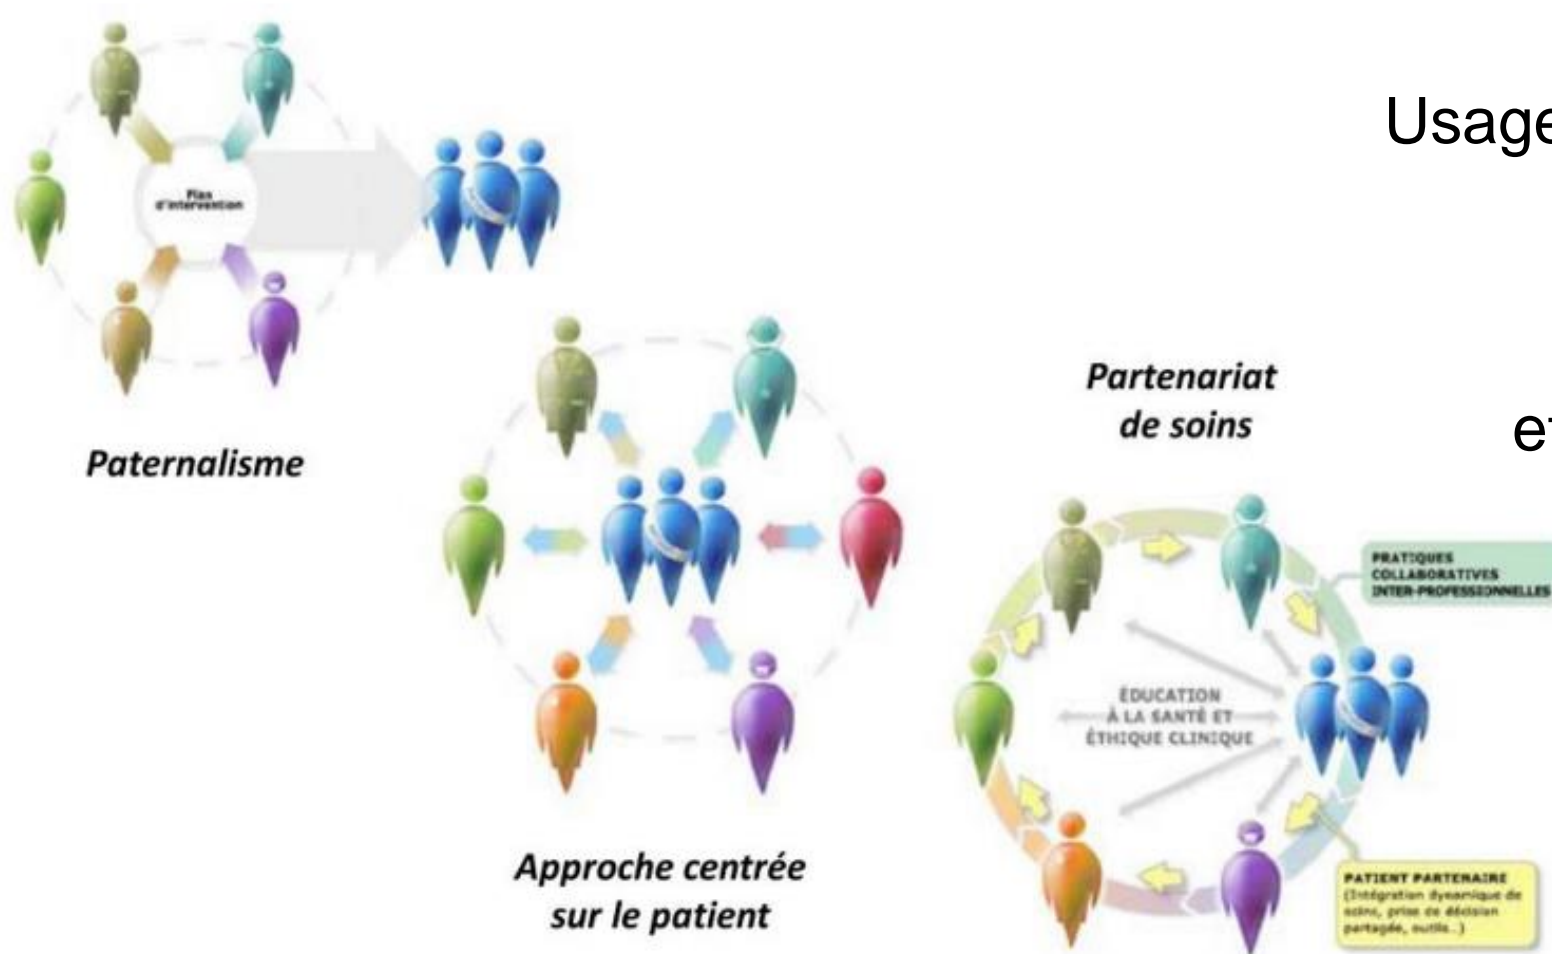 Usage
Plan
d'intervention
Paternalisme
Approche centrée
sur le patient
Partenariat
de soins
et
PRATIQUES
COLLABORATIVES
INTER-PROFESSIONNELLES
ÉDUCATION
À LA SANTÉ ET
ÉTHIQUE CLINIQUE
PATIENT PARTENAIRE
(Intégration dynamique de
soins, prise de décision
partagée, outils...)